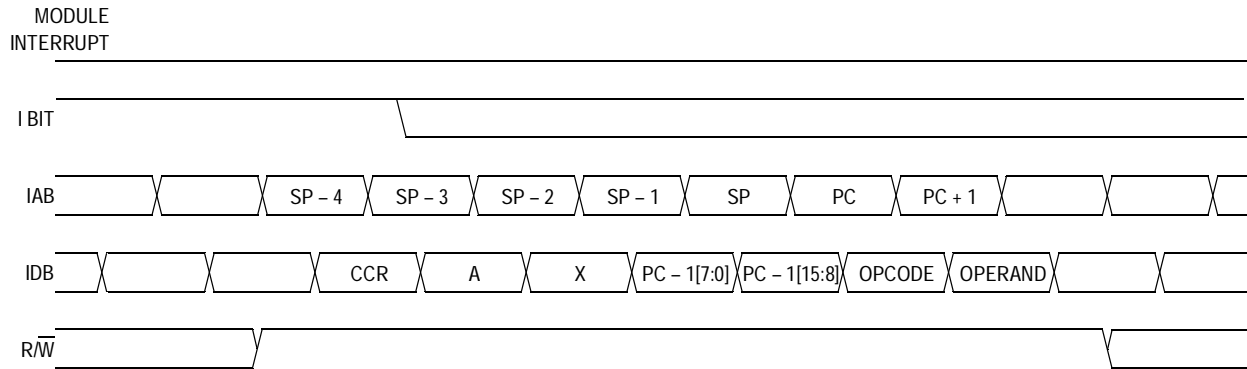 MODULE
INTERRUPT
I BIT
IAB SP – 4 SP – 3 SP – 2 SP – 1 SP PC PC + 1
IDB CCR A X PC – 1[7:0] PC – 1[15:8] OPCODE OPERAND
R/W̅